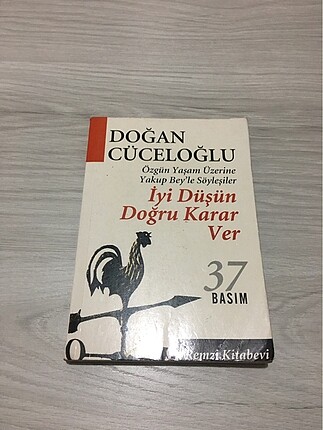 DOĞAN
CÜCELOĞLU
Özgün Yaşam Üzerine
Yakup Bey'le Söyleşiler
İyi Düşün
Doğru Karar
Ver
37
BASIM
Remzi Kitabevi